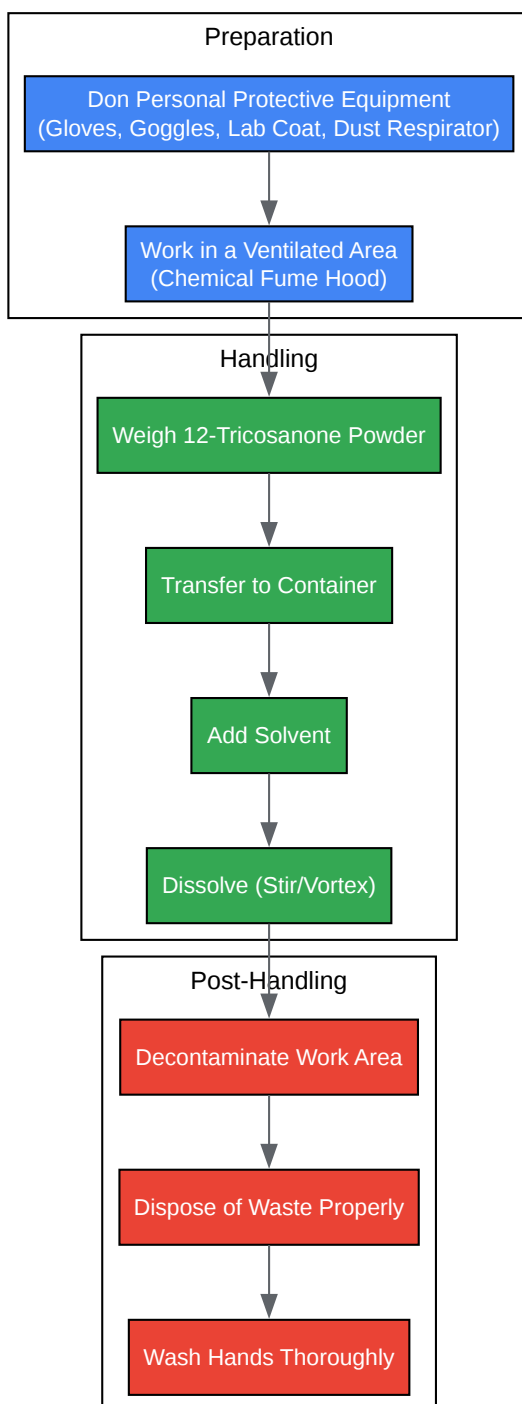 Preparation
Don Personal Protective Equipment
(Gloves, Goggles, Lab Coat, Dust Respirator)
Work in a Ventilated Area
(Chemical Fume Hood)
Handling
Weigh 12-Tricosanone Powder
Transfer to Container
Add Solvent
Dissolve (Stir/Vortex)
Post-Handling
Decontaminate Work Area
Dispose of Waste Properly
Wash Hands Thoroughly